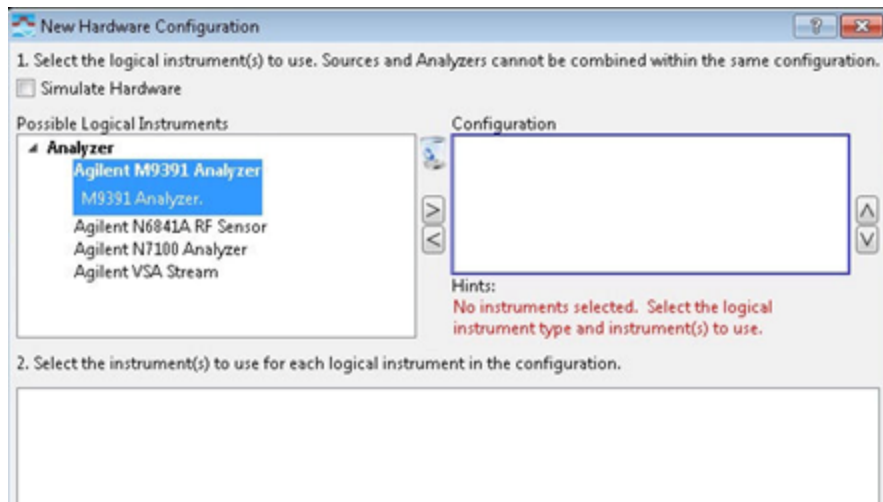 New Hardware Configuration
1. Select the logical instrument(s) to use. Sources and Analyzers cannot be combined within the same configuration.
Simulate Hardware
Possible Logical Instruments
Analyzer
Agilent M9391 Analyzer
M9391 Analyzer.
Agilent N6841A RF Sensor
Agilent N7100 Analyzer
Agilent VSA Stream
Configuration
Hints:
No instruments selected. Select the logical
instrument type and instrument(s) to use.
2. Select the instrument(s) to use for each logical instrument in the configuration.